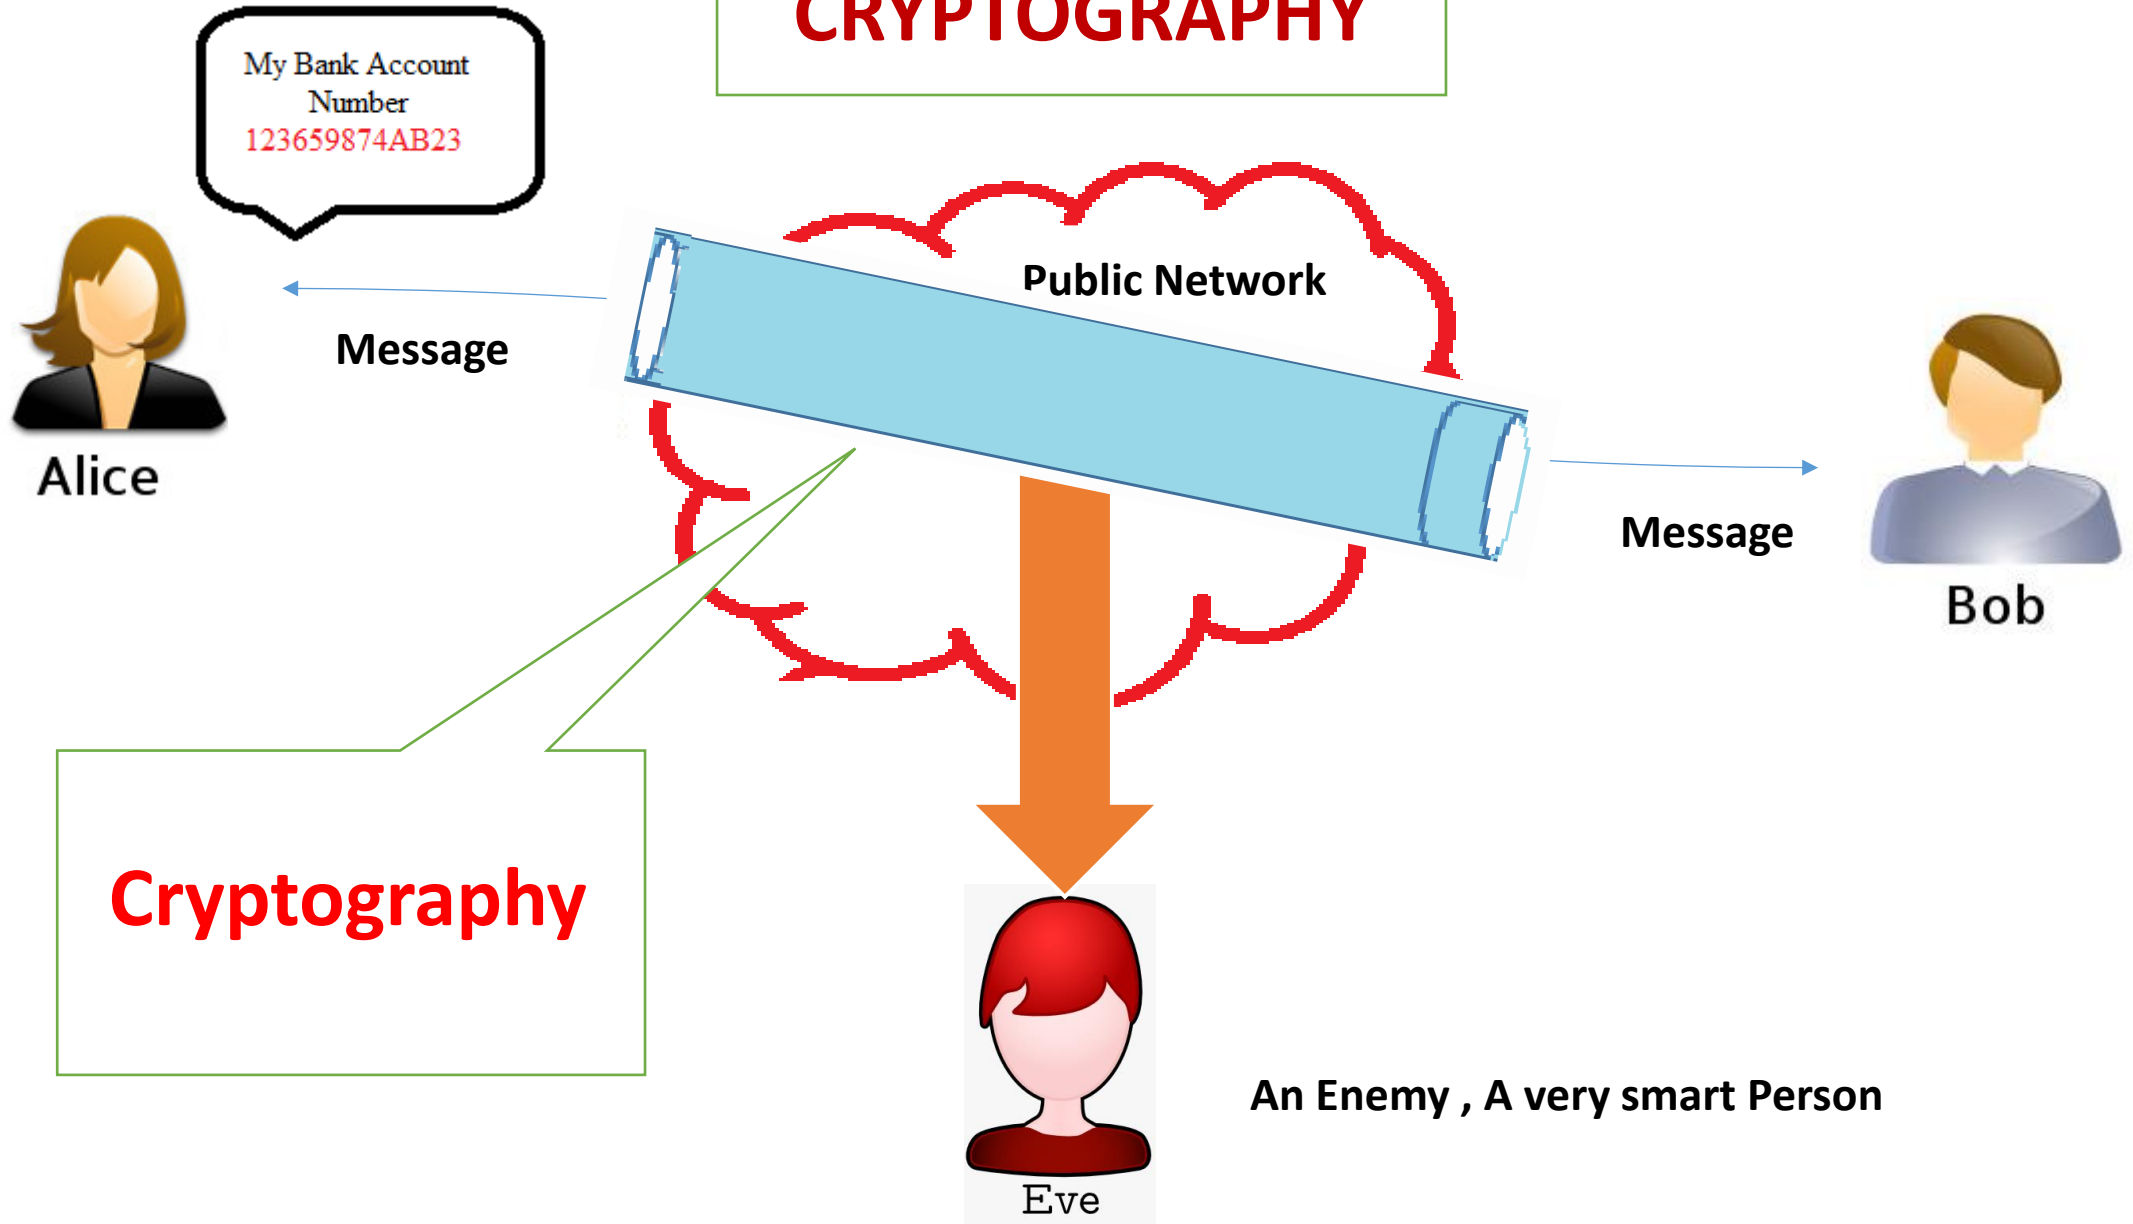 CRYPTOGRAPHY
My Bank Account
Number
123659874AB23
Public Network
Message
Alice
Message
Bob
Cryptography
An Enemy , A very smart Person
Eve